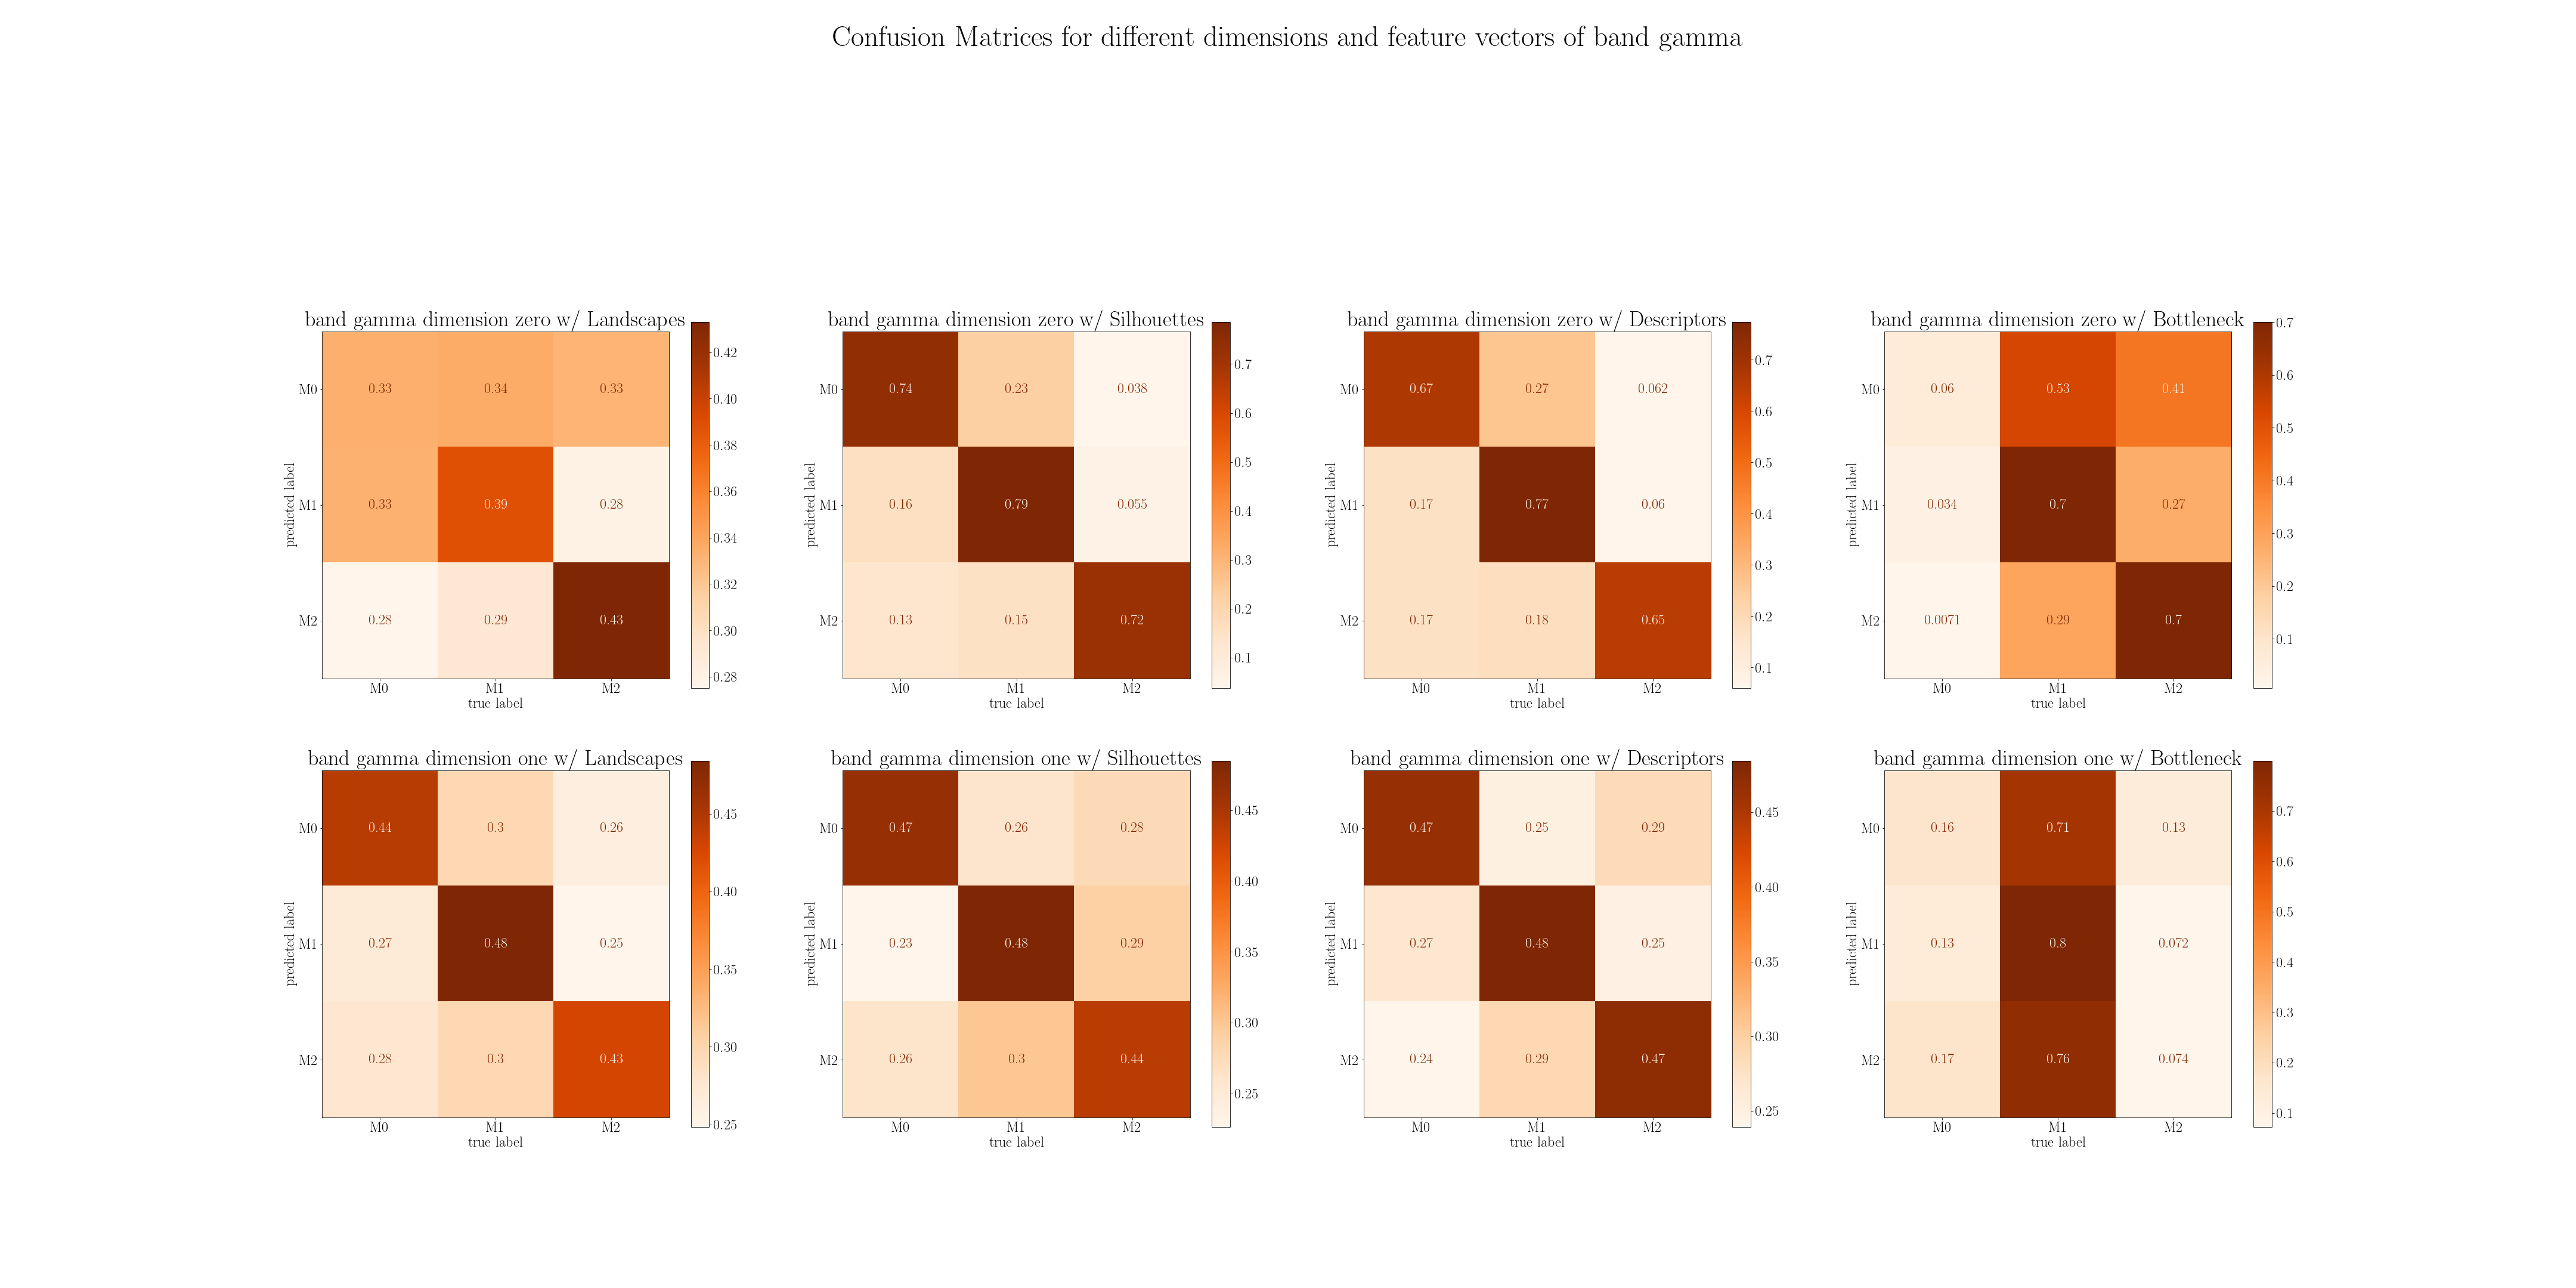 Confusion Matrices for different dimensions and feature vectors of band gamma
band gamma dimension zero w/ Landscapes
predicted label
M0
M1
M2
0.33 0.34 0.33
0.33 0.39 0.28
0.28 0.29 0.43
M0 M1 M2
true label
0.42
0.40
0.38
0.36
0.34
0.32
0.30
0.28
band gamma dimension zero w/ Silhouettes
predicted label
M0
M1
M2
0.74 0.23 0.038
0.16 0.79 0.055
0.13 0.15 0.72
M0 M1 M2
true label
0.7
0.6
0.5
0.4
0.3
0.2
0.1
band gamma dimension zero w/ Descriptors
predicted label
M0
M1
M2
0.67 0.27 0.062
0.17 0.77 0.06
0.17 0.18 0.65
M0 M1 M2
true label
0.7
0.6
0.5
0.4
0.3
0.2
0.1
band gamma dimension zero w/ Bottleneck
predicted label
M0
M1
M2
0.06 0.53 0.41
0.034 0.7 0.27
0.0071 0.29 0.7
M0 M1 M2
true label
0.7
0.6
0.5
0.4
0.3
0.2
0.1
band gamma dimension one w/ Landscapes
predicted label
M0
M1
M2
0.44 0.3 0.26
0.27 0.48 0.25
0.28 0.3 0.43
M0 M1 M2
true label
0.45
0.40
0.35
0.30
0.25
band gamma dimension one w/ Silhouettes
predicted label
M0
M1
M2
0.47 0.26 0.28
0.23 0.48 0.29
0.26 0.3 0.44
M0 M1 M2
true label
0.45
0.40
0.35
0.30
0.25
band gamma dimension one w/ Descriptors
predicted label
M0
M1
M2
0.47 0.25 0.29
0.27 0.48 0.25
0.24 0.29 0.47
M0 M1 M2
true label
0.45
0.40
0.35
0.30
0.25
band gamma dimension one w/ Bottleneck
predicted label
M0
M1
M2
0.16 0.71 0.13
0.13 0.8 0.072
0.17 0.76 0.074
M0 M1 M2
true label
0.7
0.6
0.5
0.4
0.3
0.2
0.1